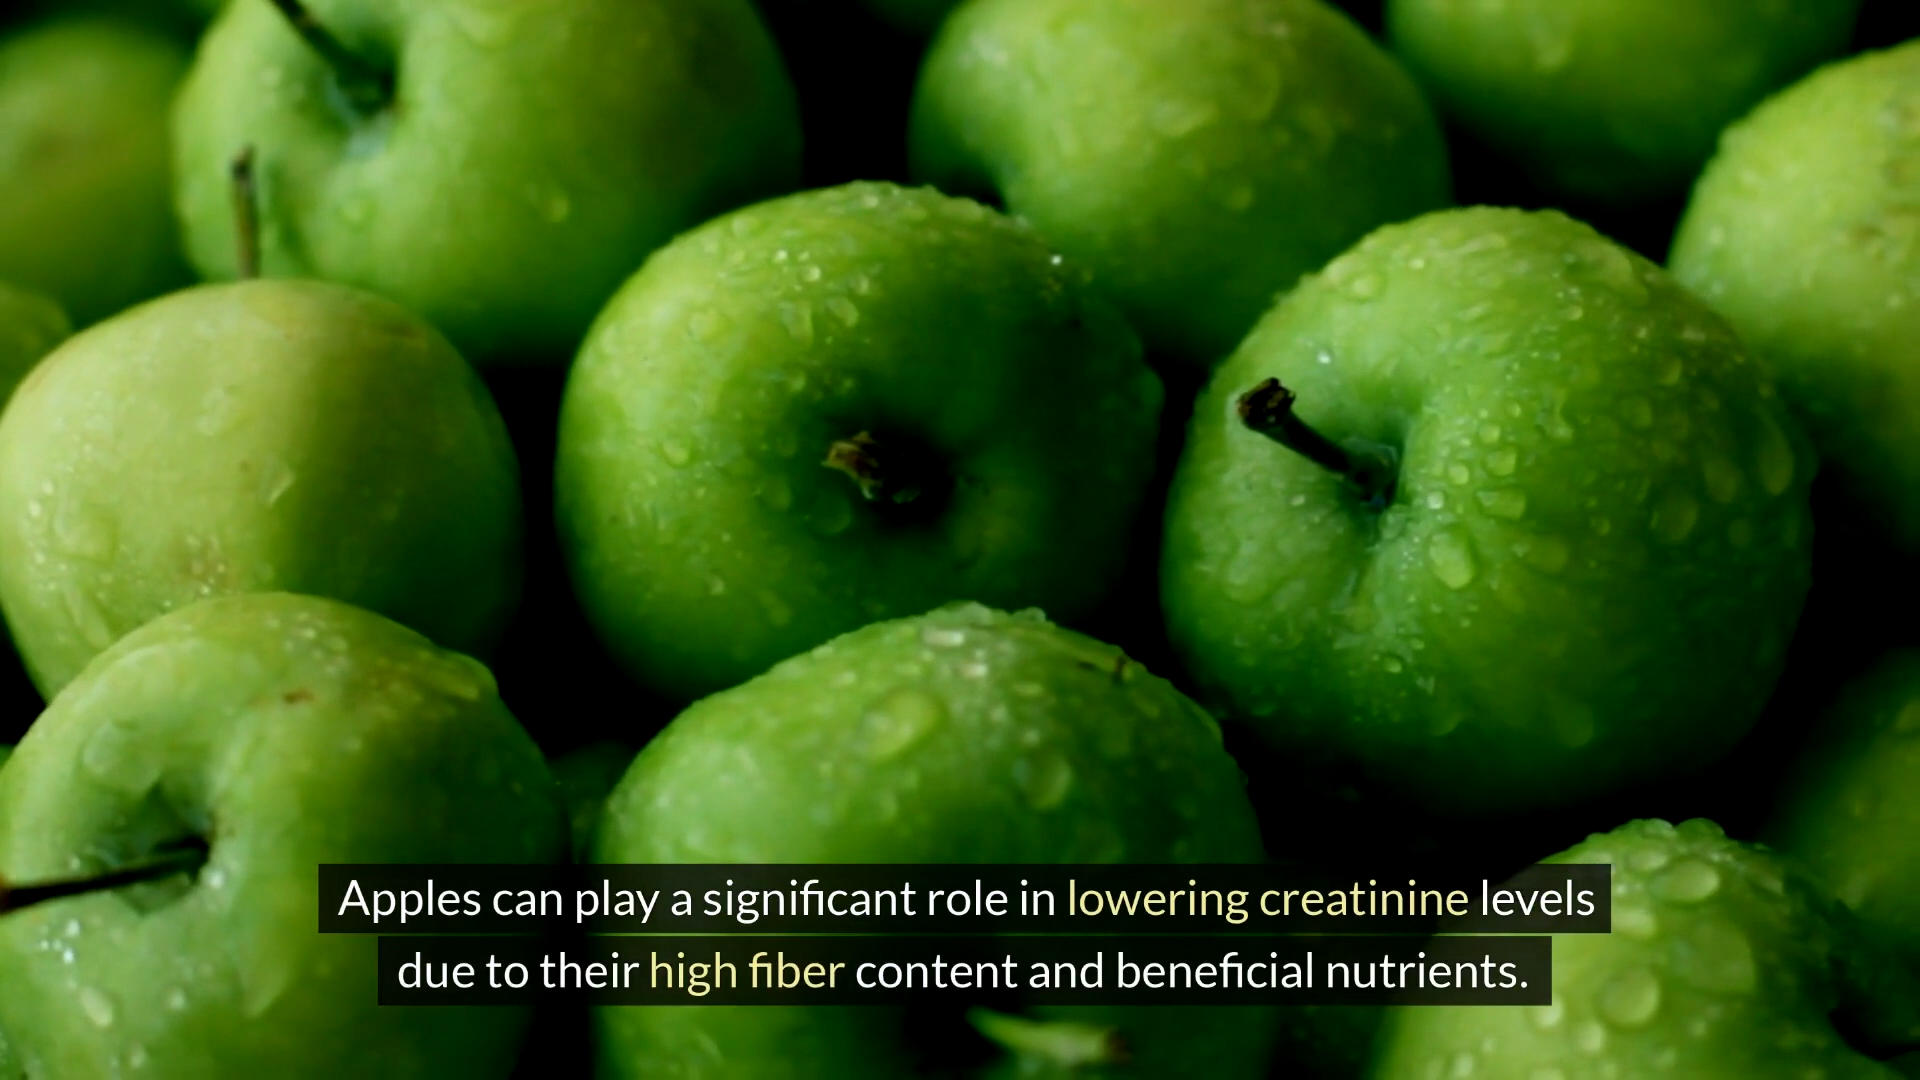 Apples can play a significant role in lowering creatinine levels
due to their high fiber content and beneficial nutrients.